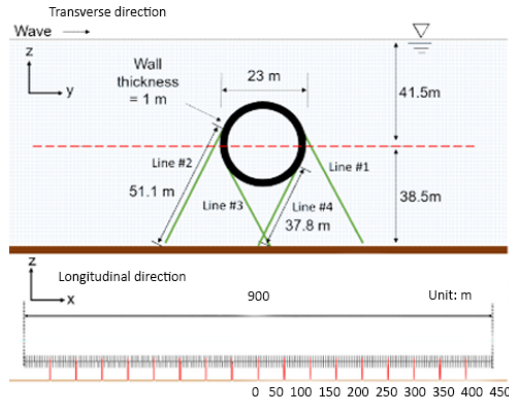 Transverse direction
Wave
z
y
Wall
thickness
= 1 m
23 m
41.5m
Line #2
Line #1
51.1 m
Line #3
Line #4
37.8 m
38.5m
z
Longitudinal direction
x
900
Unit: m
0 50 100 150 200 250 300 350 400 450